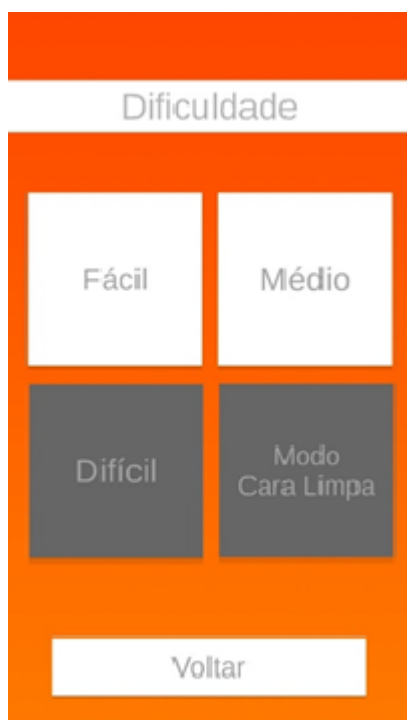 Dificuldade
Fácil
Médio
Difícil
Modo
Cara Limpa
Voltar